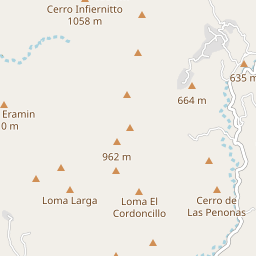 Cerro Infiernitto
1058 m
635 m
664 m
Eramin
0 m
962 m
Loma Larga
Loma El
Cordoncillo
Cerro de
Las Penonas